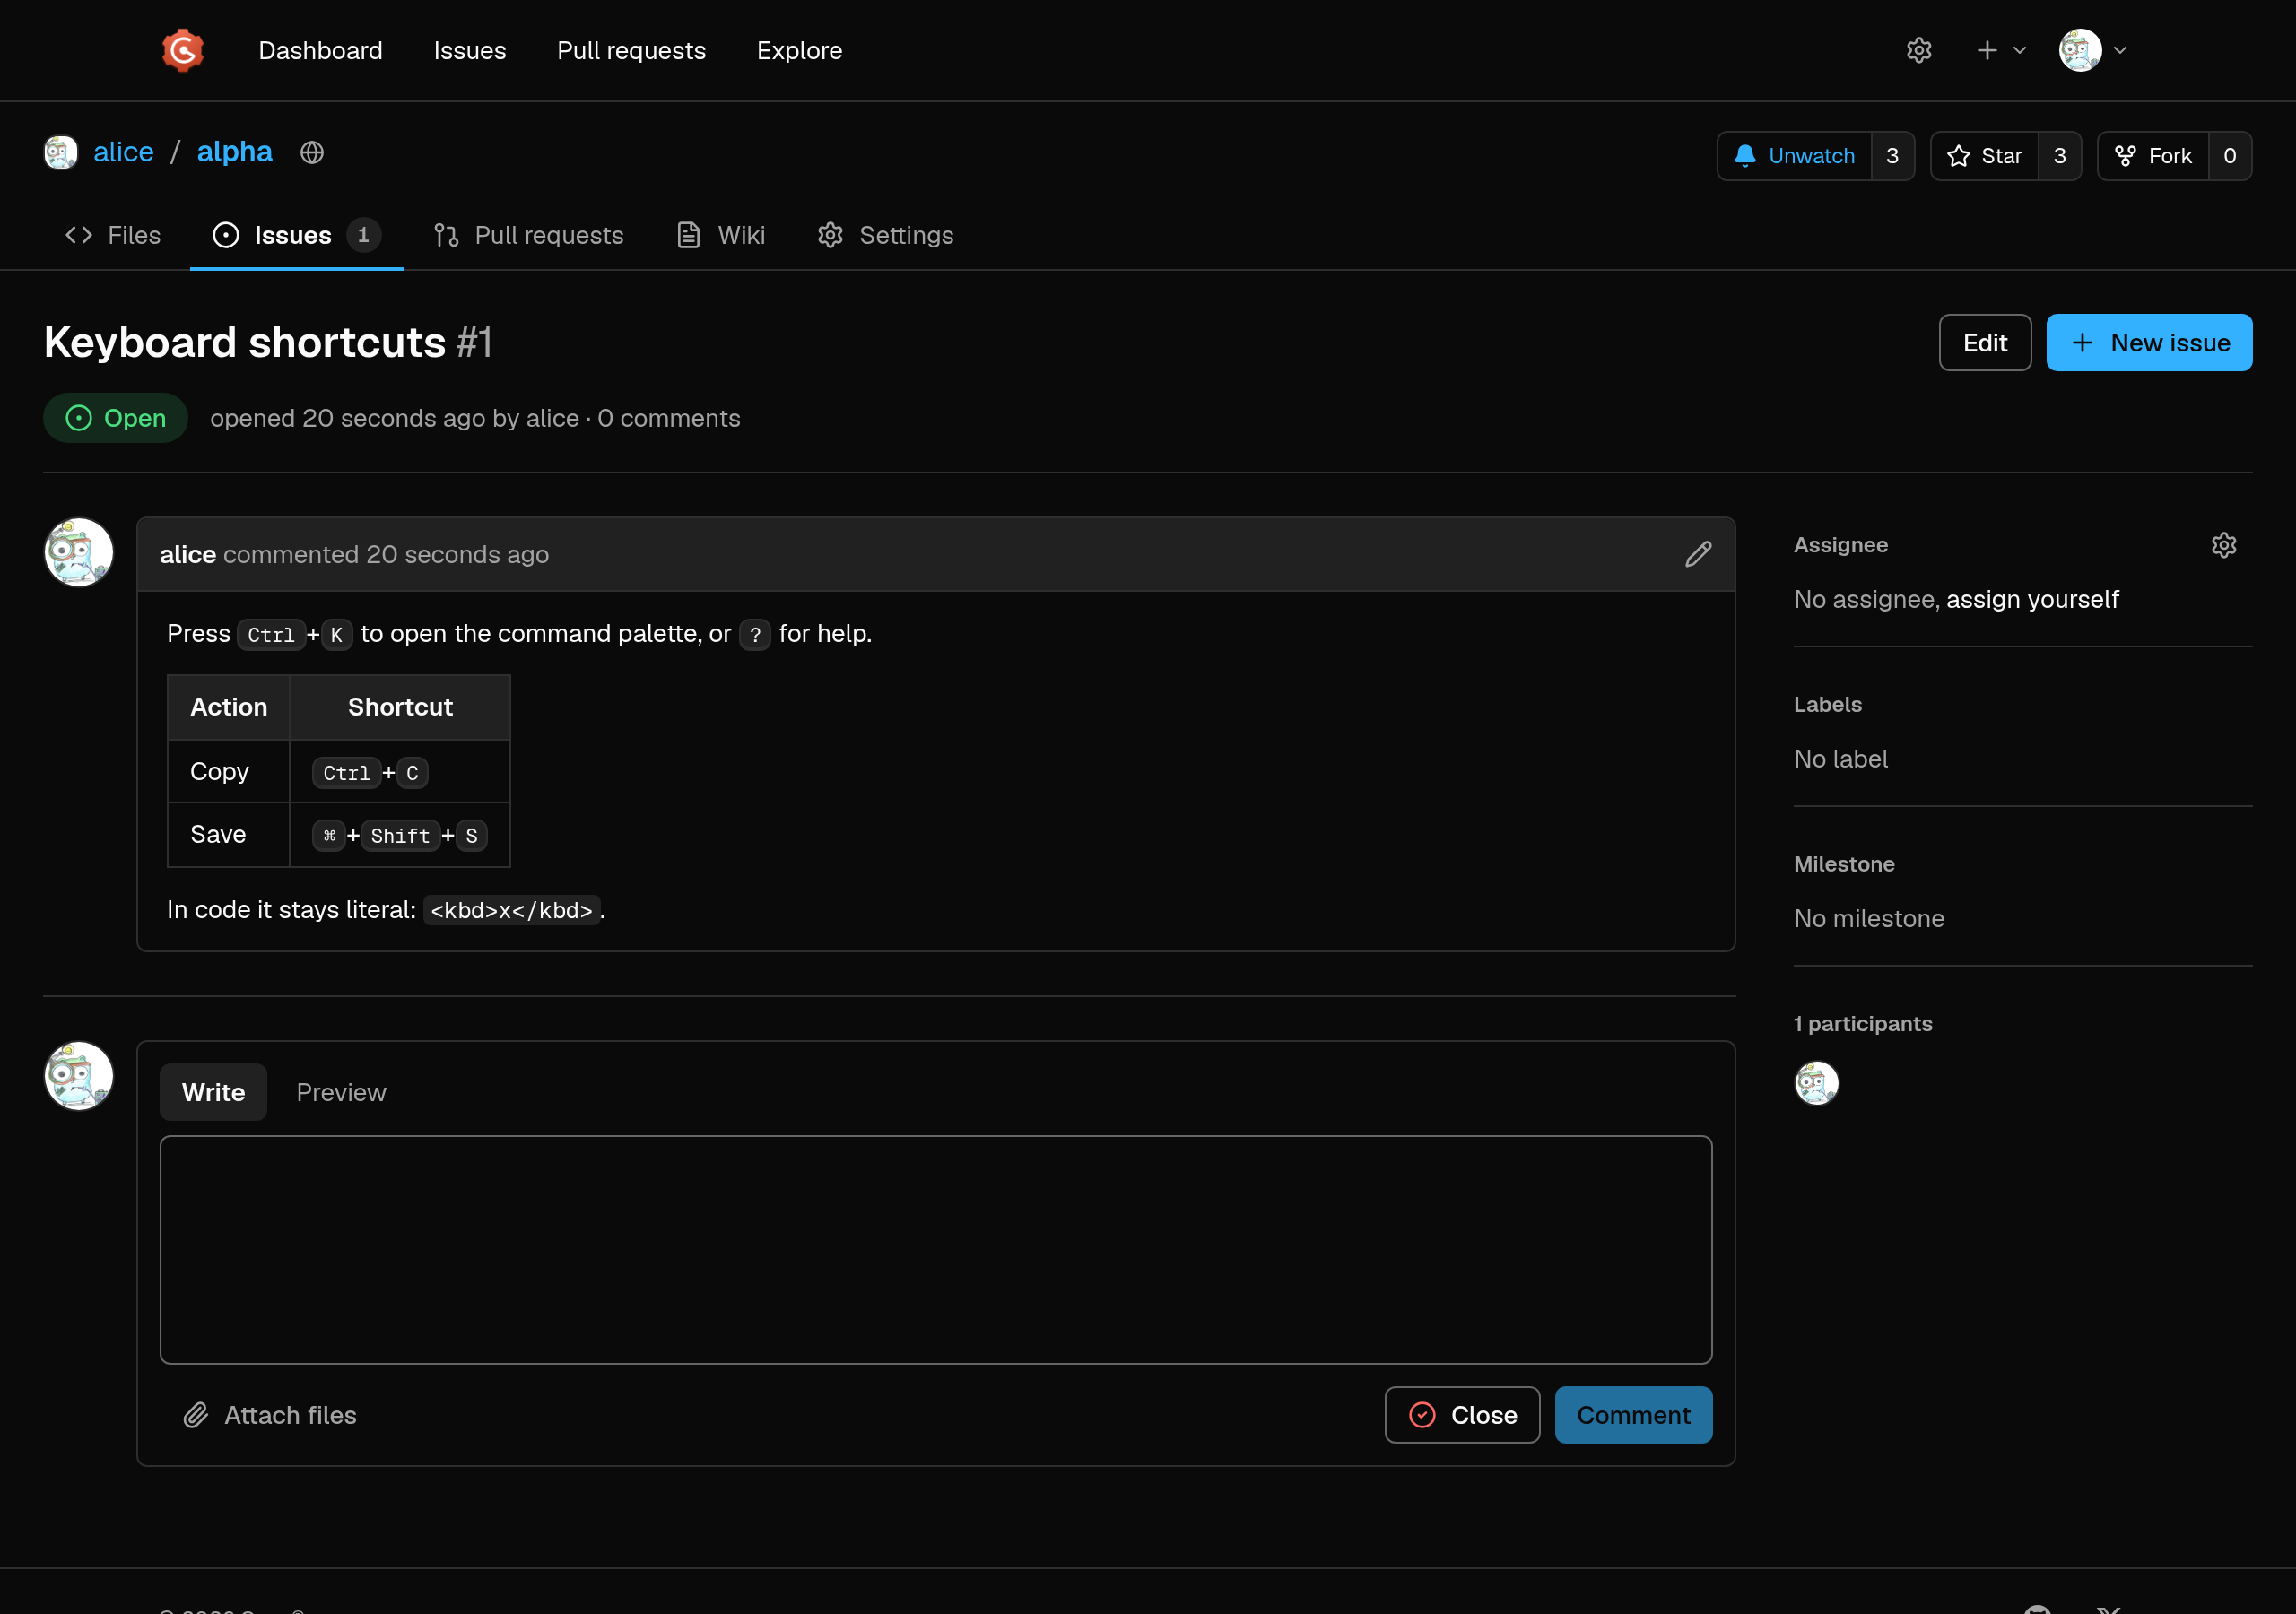 Dashboard Issues Pull requests Explore
alice / alpha
Unwatch 3 Star 3 Fork 0
Files Issues 1 Pull requests Wiki Settings
Keyboard shortcuts #1
Edit New issue
Open opened 20 seconds ago by alice · 0 comments
alice commented 20 seconds ago
Press Ctrl+K to open the command palette, or ? for help.
Action Shortcut
Copy Ctrl+C
Save ⌘+Shift+S
In code it stays literal: <kbd>x</kbd>.
Assignee
No assignee, assign yourself
Labels
No label
Milestone
No milestone
1 participants
Write Preview
Attach files
Close Comment